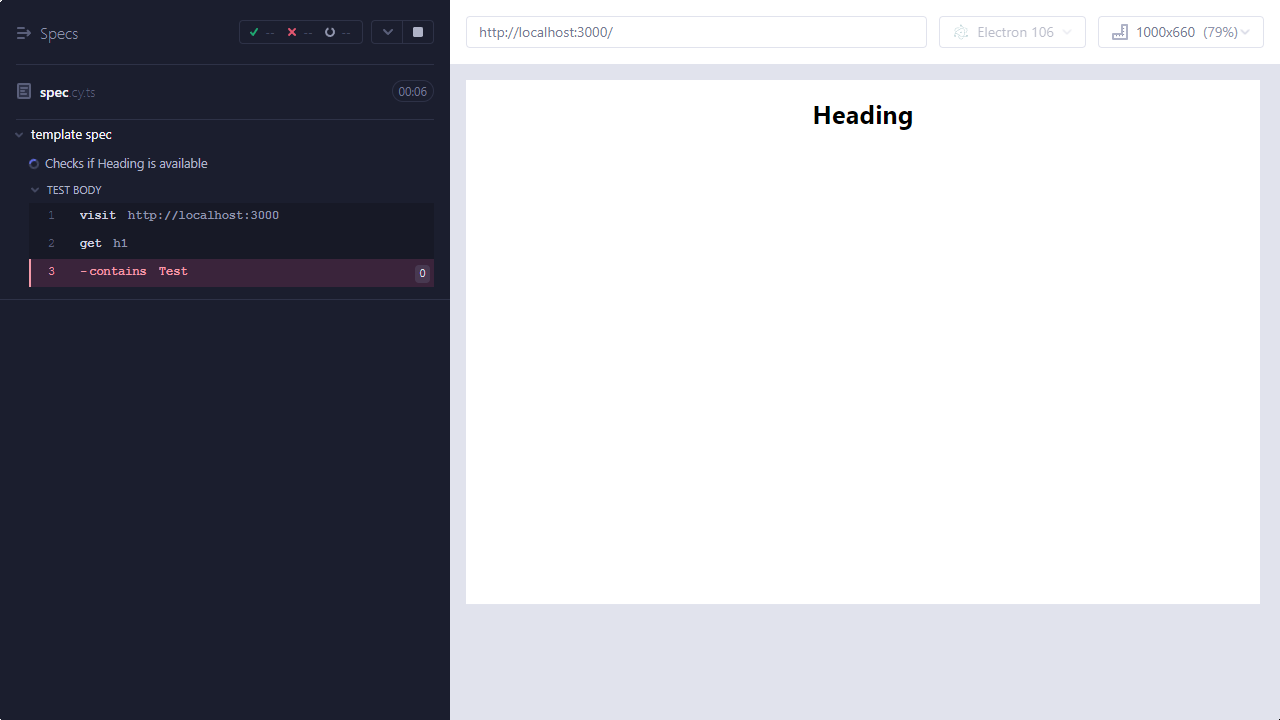 Specs
--
--
--
spec.cy.ts
00:06
template spec
Checks if Heading is available
TEST BODY
1 visit http://localhost:3000
2 get h1
3 -contains Test 0
http://localhost:3000/
Electron 106
1000x660 (79%)
Heading